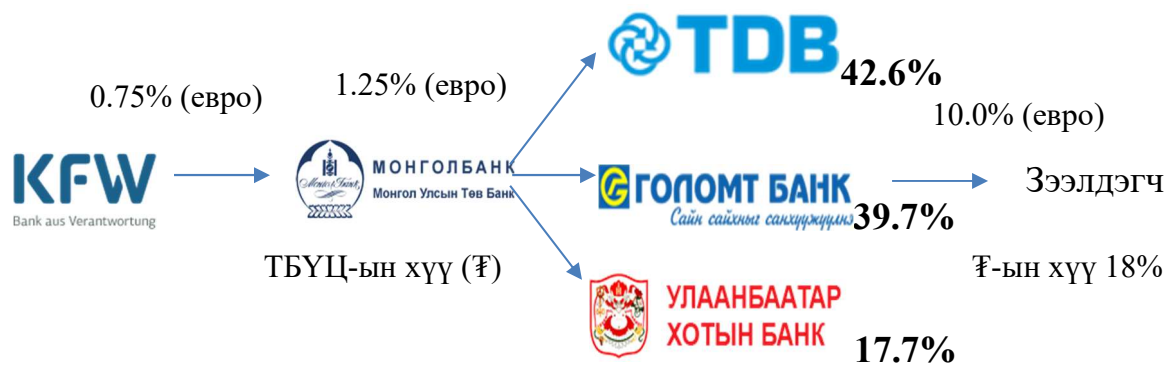 TDB
42.6%
0.75% (евро)
1.25% (евро)
10.0% (евро)
KFW
Bank aus Verantwortung
МОНГОЛБАНК
Монгол Улсын Төв Банк
ГОЛОМТ БАНК
Сайн сайхныг санхүүжүүлнэ
39.7%
Зээлдэгч
ТБҮЦ-ын хүү (₮)
₮-ын хүү 18%
УЛААНБААТАР
ХОТЫН БАНК
17.7%